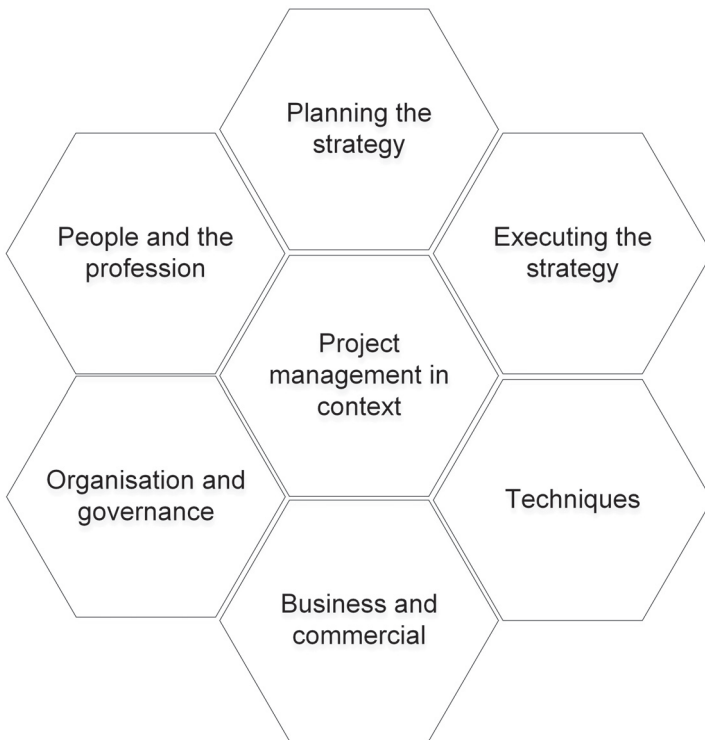 Planning the
strategy
People and the
profession
Executing the
strategy
Project
management in
context
Organisation and
governance
Techniques
Business and
commercial